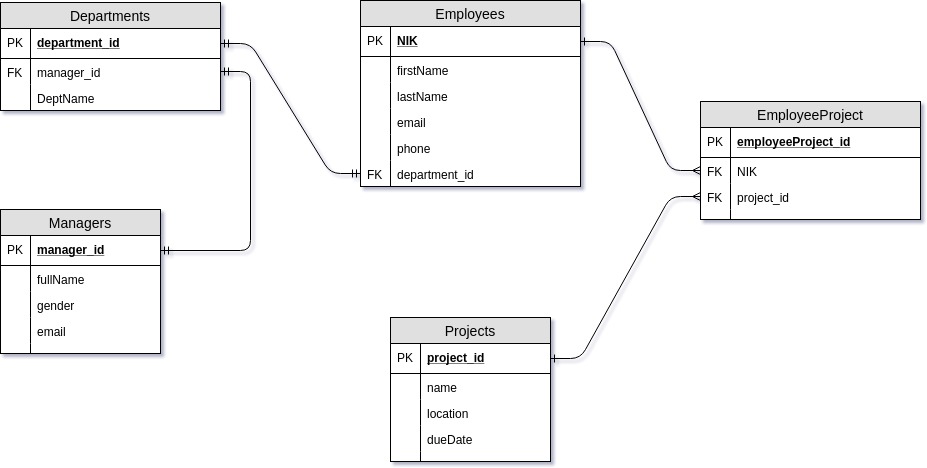 Departments
PK department_id
FK manager_id
DeptName
Employees
PK NIK
firstName
lastName
email
phone
FK department_id
EmployeeProject
PK employeeProject_id
FK NIK
FK project_id
Managers
PK manager_id
fullName
gender
email
Projects
PK project_id
name
location
dueDate